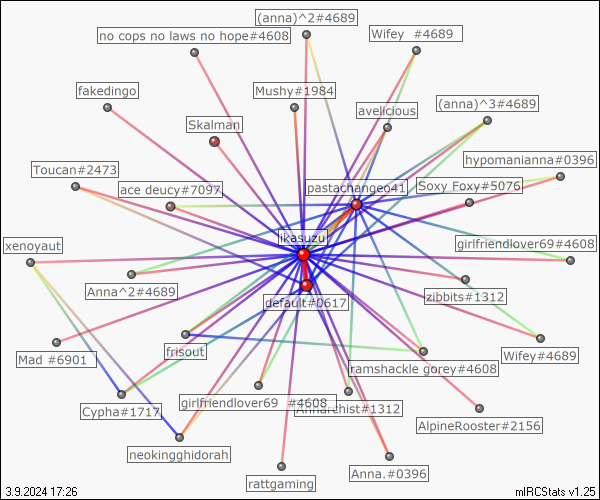 (anna)^2#4689
no cops no laws no hope#4608
Wifey  #4689
fakedingo
Mushy#1984
avelicious
(anna)^3#4689
Skalman
hypomanianna#0396
Toucan#2473
ace deucy#7097
pastachangeo41
Soxy Foxy#5076
ikasuzu
xenoyaut
girlfriendlover69#4608
Anna^2#4689
default#0617
zibbits#1312
Mad #6901
frisout
Wifey#4689
ramshackle gorey#4608
Cypha#1717
girlfriendlover69  #4608
Annarchist#1312
AlpineRooster#2156
neokingghidorah
rattgaming
Anna.#0396
3.9.2024 17:26
mIRCStats v1.25